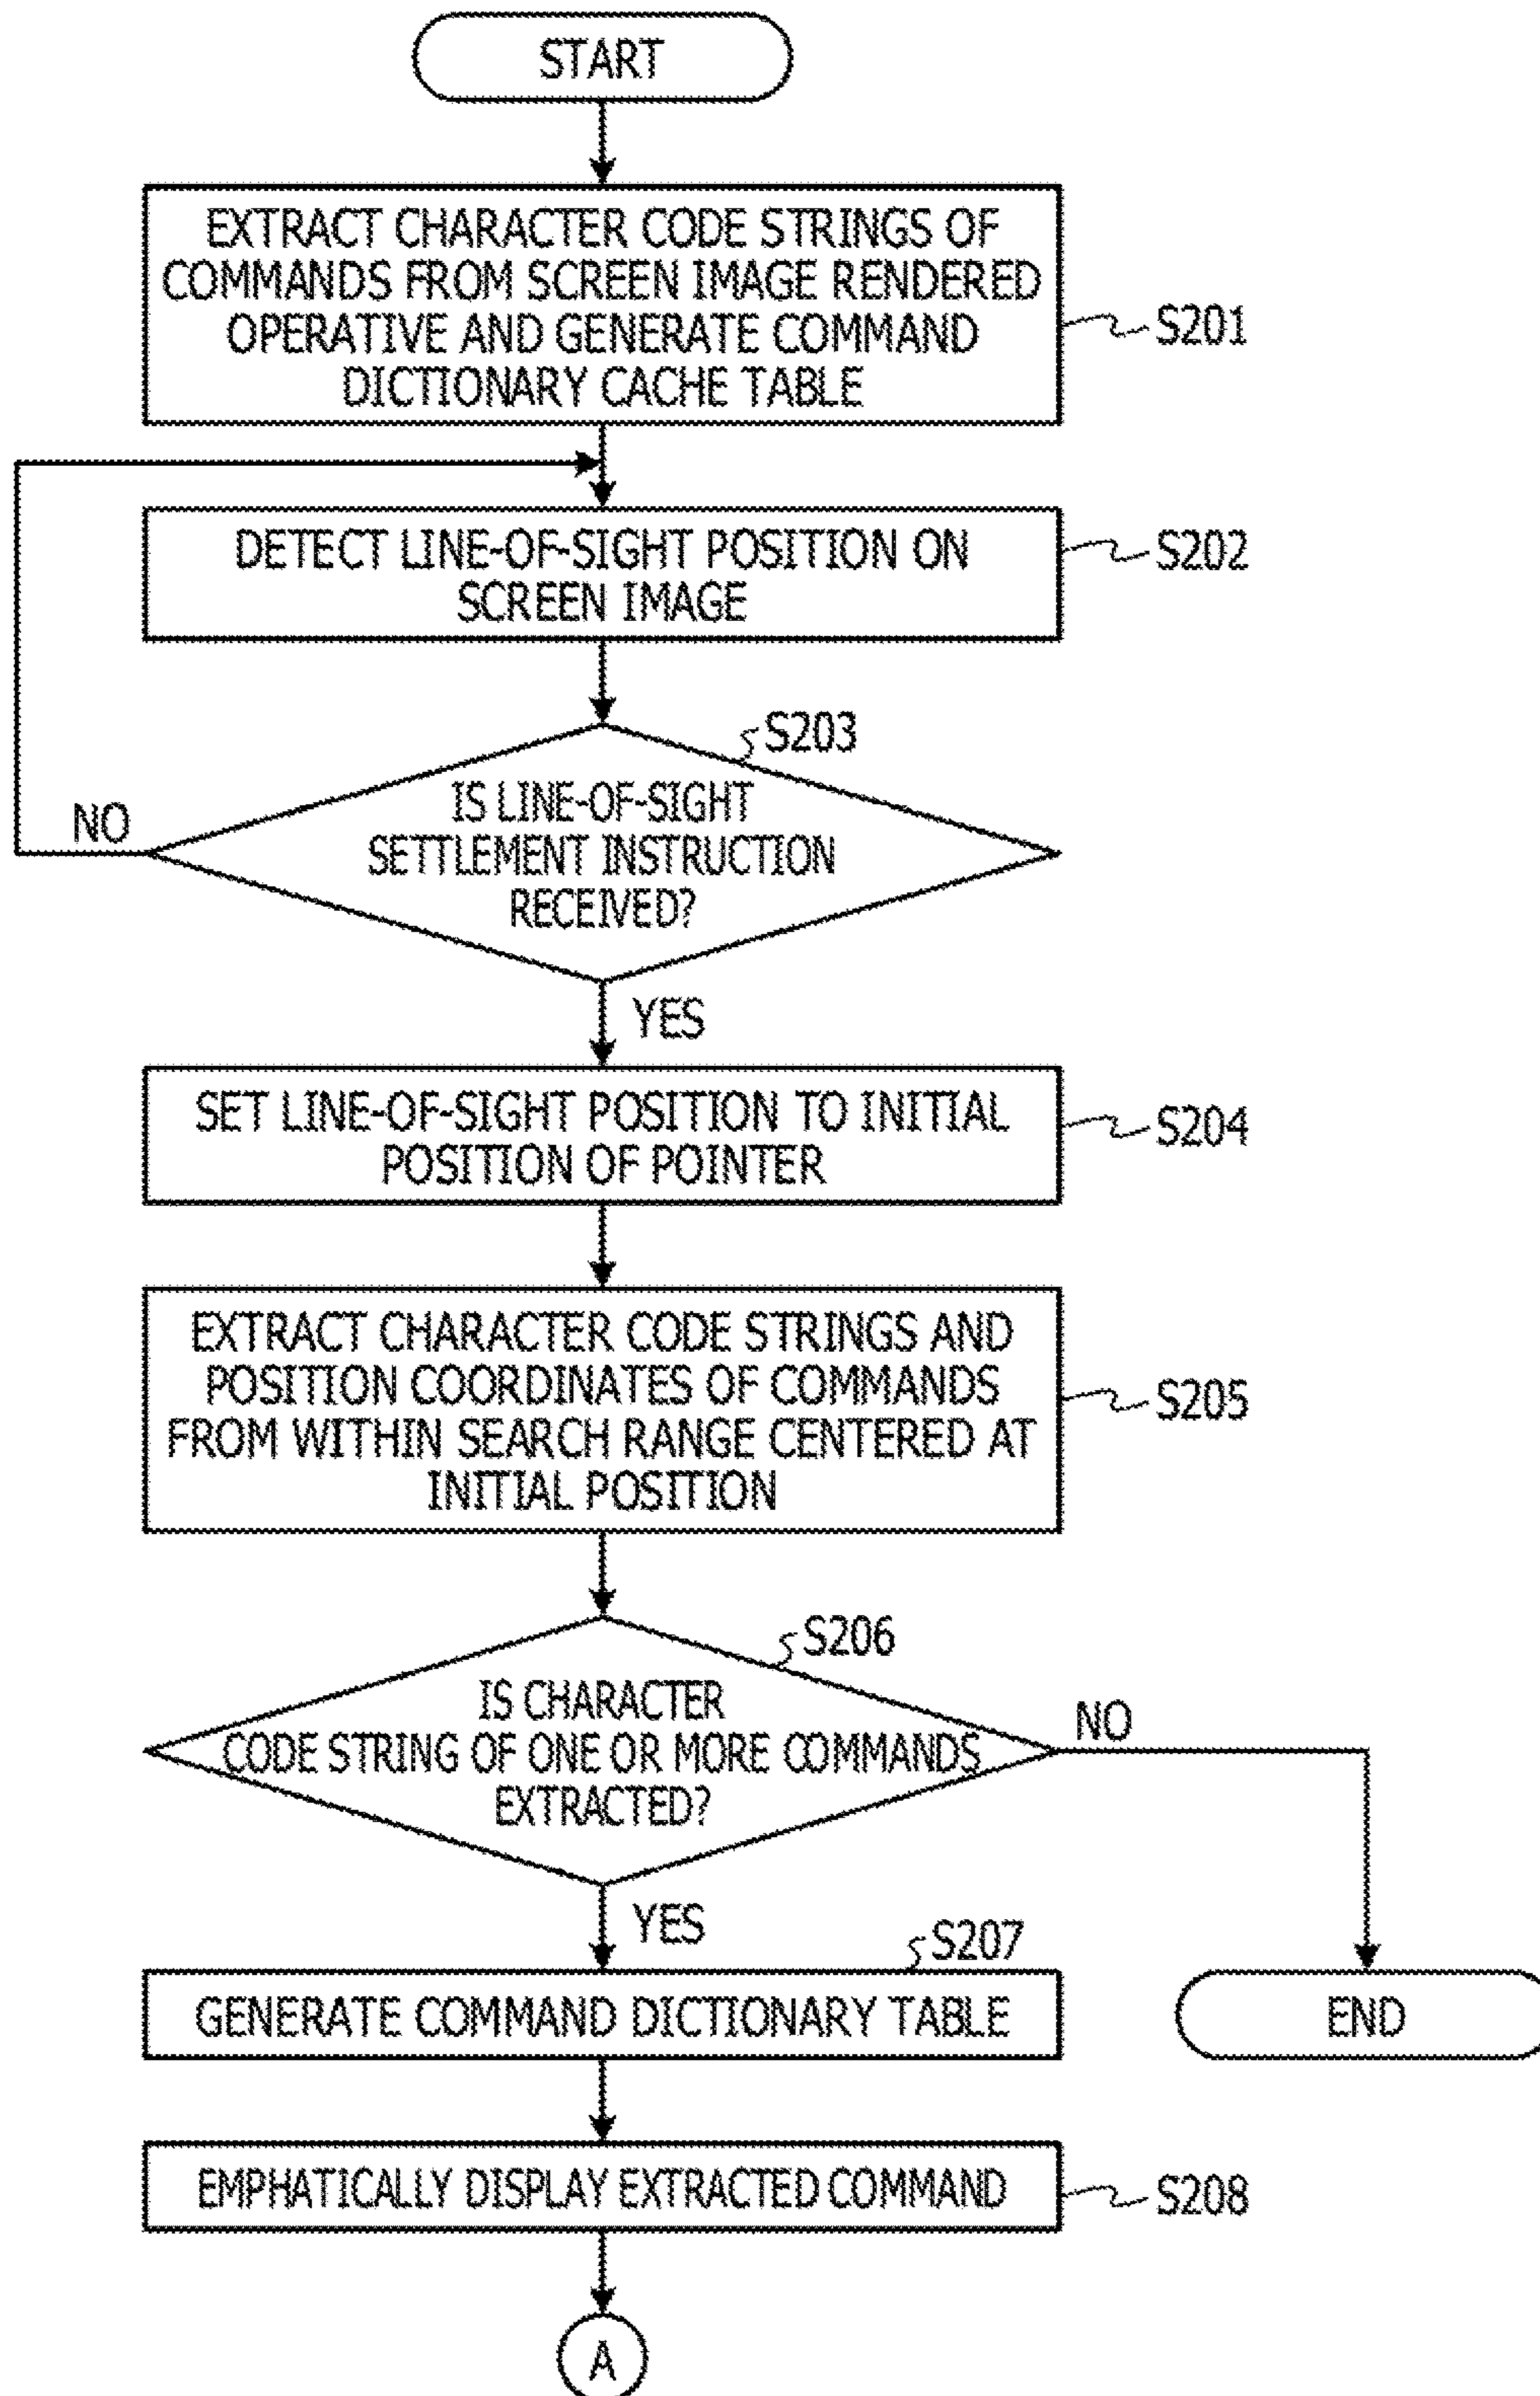 START
EXTRACT CHARACTER CODE STRINGS OF
COMMANDS FROM SCREEN IMAGE RENDERED
OPERATIVE AND GENERATE COMMAND
DICTIONARY CACHE TABLE
S201
DETECT LINE-OF-SIGHT POSITION ON
SCREEN IMAGE
S202
S203
IS LINE-OF-SIGHT
SETTLEMENT INSTRUCTION
RECEIVED?
NO
YES
SET LINE-OF-SIGHT POSITION TO INITIAL
POSITION OF POINTER
S204
EXTRACT CHARACTER CODE STRINGS AND
POSITION COORDINATES OF COMMANDS
FROM WITHIN SEARCH RANGE CENTERED AT
INITIAL POSITION
S205
S206
IS CHARACTER
CODE STRING OF ONE OR MORE COMMANDS
EXTRACTED?
NO
YES
S207
GENERATE COMMAND DICTIONARY TABLE
END
EMPHATICALLY DISPLAY EXTRACTED COMMAND
S208
A